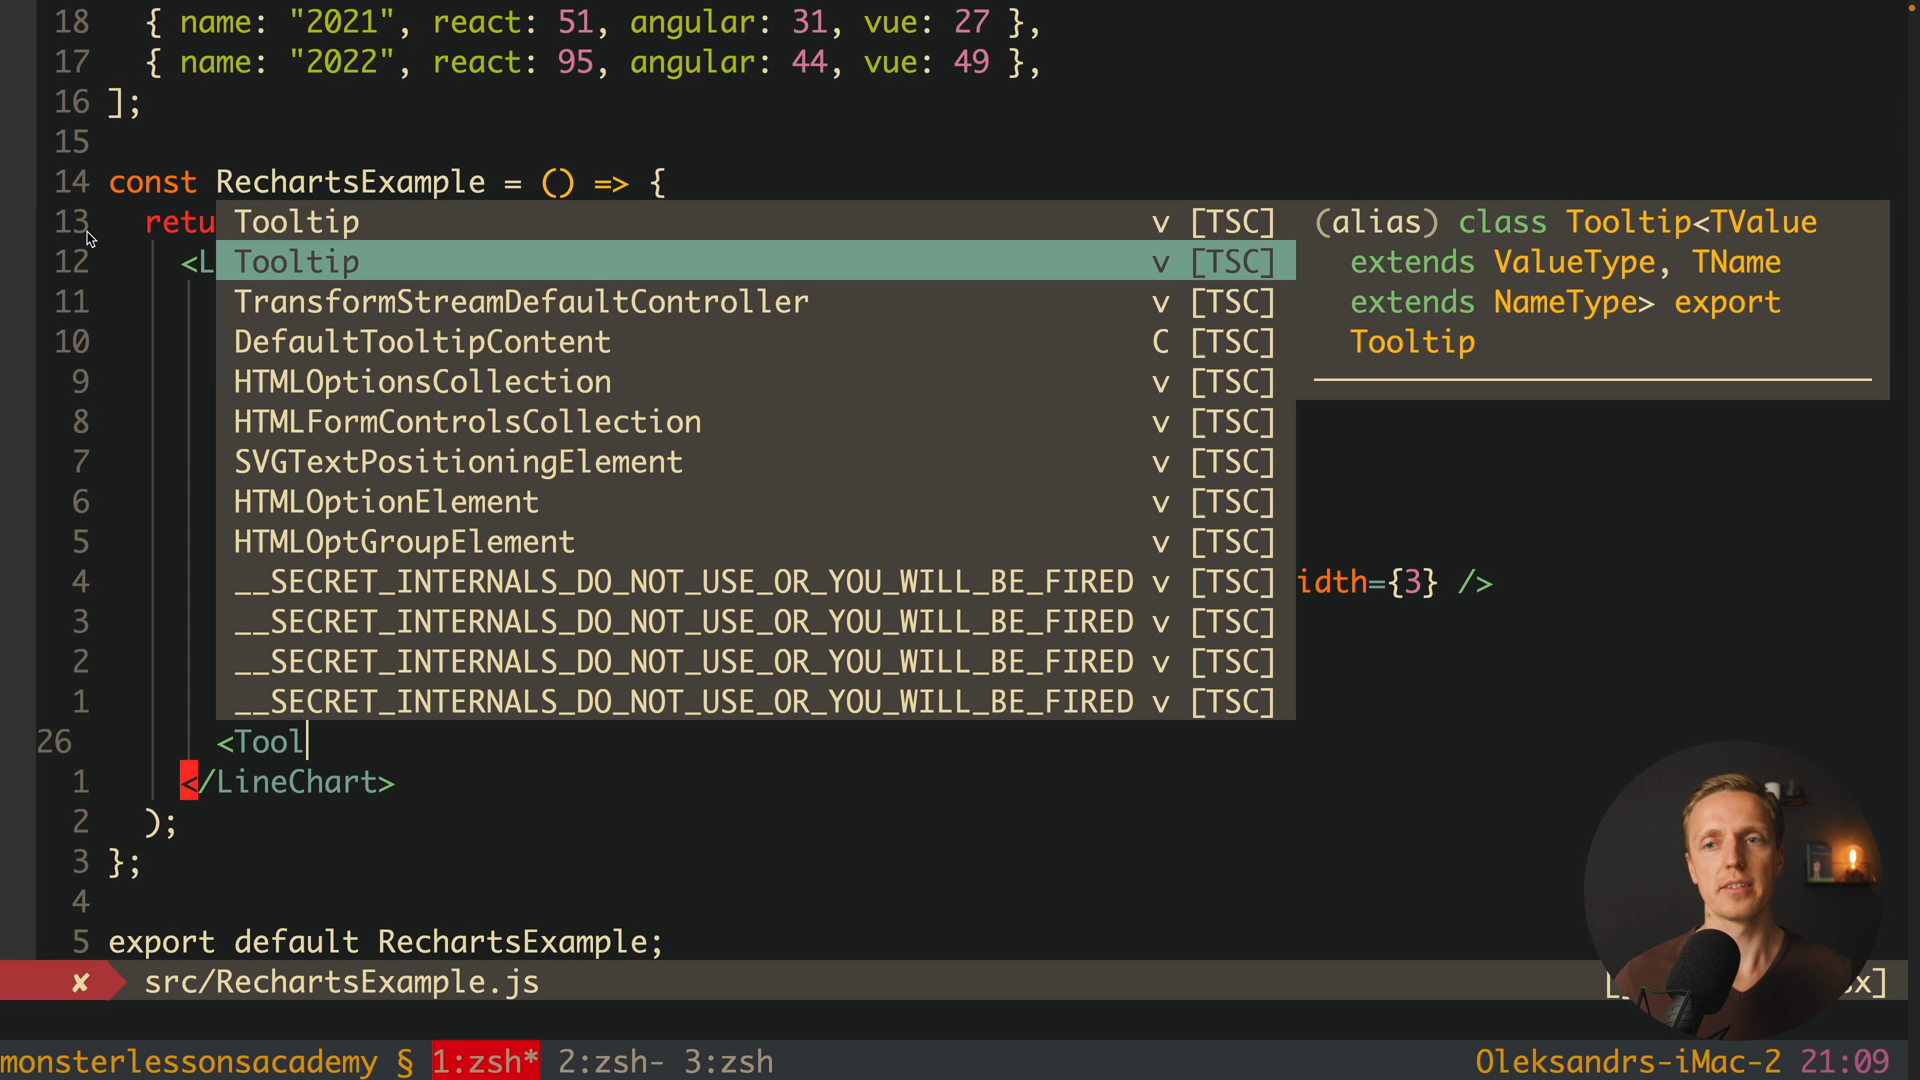 18 { name: "2021", react: 51, angular: 31, vue: 27 },
17 { name: "2022", react: 95, angular: 44, vue: 49 },
16 ];
15
14 const RechartsExample = () => {
13 retu Tooltip v [TSC] (alias) class Tooltip<TValue
12 <L Tooltip v [TSC] extends ValueType, TName
11 TransformStreamDefaultController v [TSC] extends NameType> export
10 DefaultTooltipContent C [TSC] Tooltip
9 HTMLOptionsCollection v [TSC]
8 HTMLFormControlsCollection v [TSC]
7 SVGTextPositioningElement v [TSC]
6 HTMLOptionElement v [TSC]
5 HTMLOptGroupElement v [TSC]
4 __SECRET_INTERNALS_DO_NOT_USE_OR_YOU_WILL_BE_FIRED v [TSC] idth={3} />
3 __SECRET_INTERNALS_DO_NOT_USE_OR_YOU_WILL_BE_FIRED v [TSC]
2 __SECRET_INTERNALS_DO_NOT_USE_OR_YOU_WILL_BE_FIRED v [TSC]
1 __SECRET_INTERNALS_DO_NOT_USE_OR_YOU_WILL_BE_FIRED v [TSC]
26 <Tool
1 </LineChart>
2 );
3 };
4
5 export default RechartsExample;
✘ src/RechartsExample.js x]
monsterlessonsacademy § 1:zsh* 2:zsh- 3:zsh Oleksandrs-iMac-2 21:09